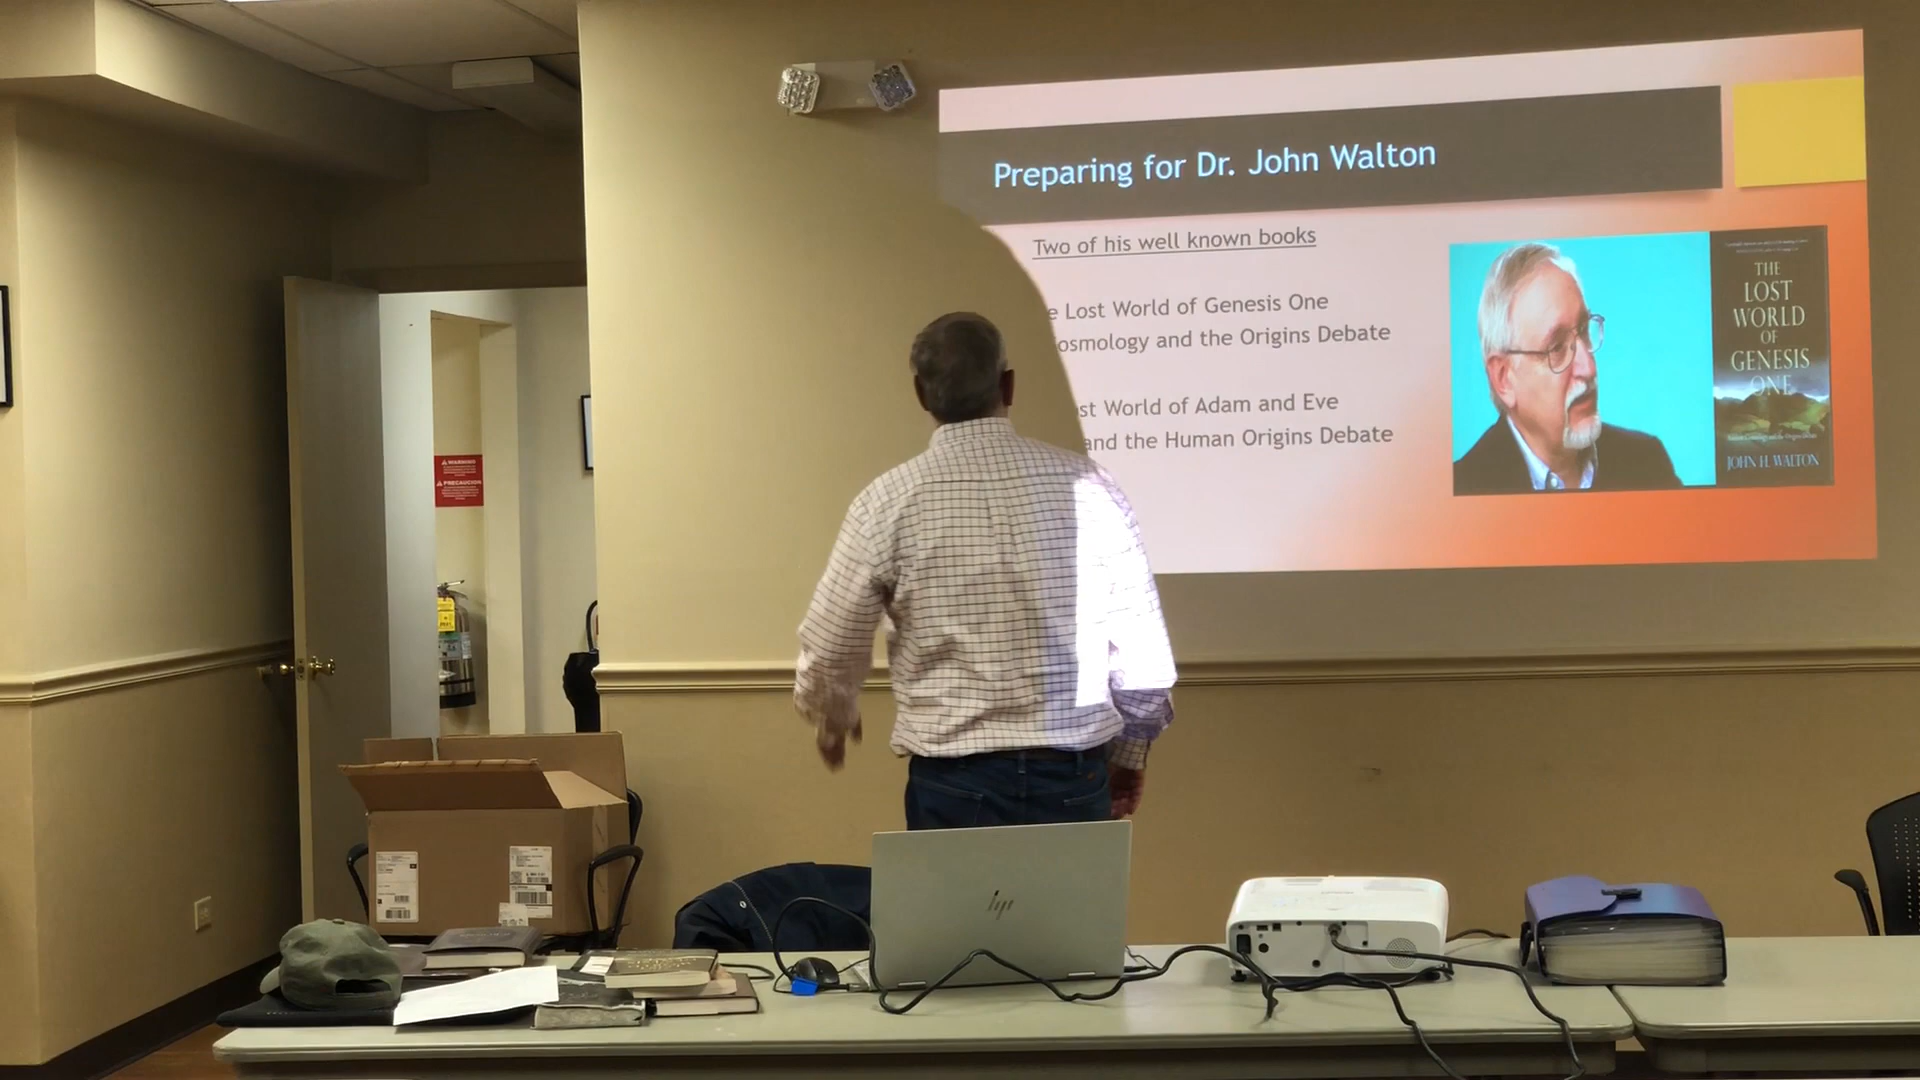 Preparing for Dr. John Walton
Two of his well known books
e Lost World of Genesis One
osmology and the Origins Debate
st World of Adam and Eve
and the Human Origins Debate
THE
LOST
WORLD
OF
GENESIS
ONE
JOHN H. WALTON
WARNING
PRECAUCION
hp